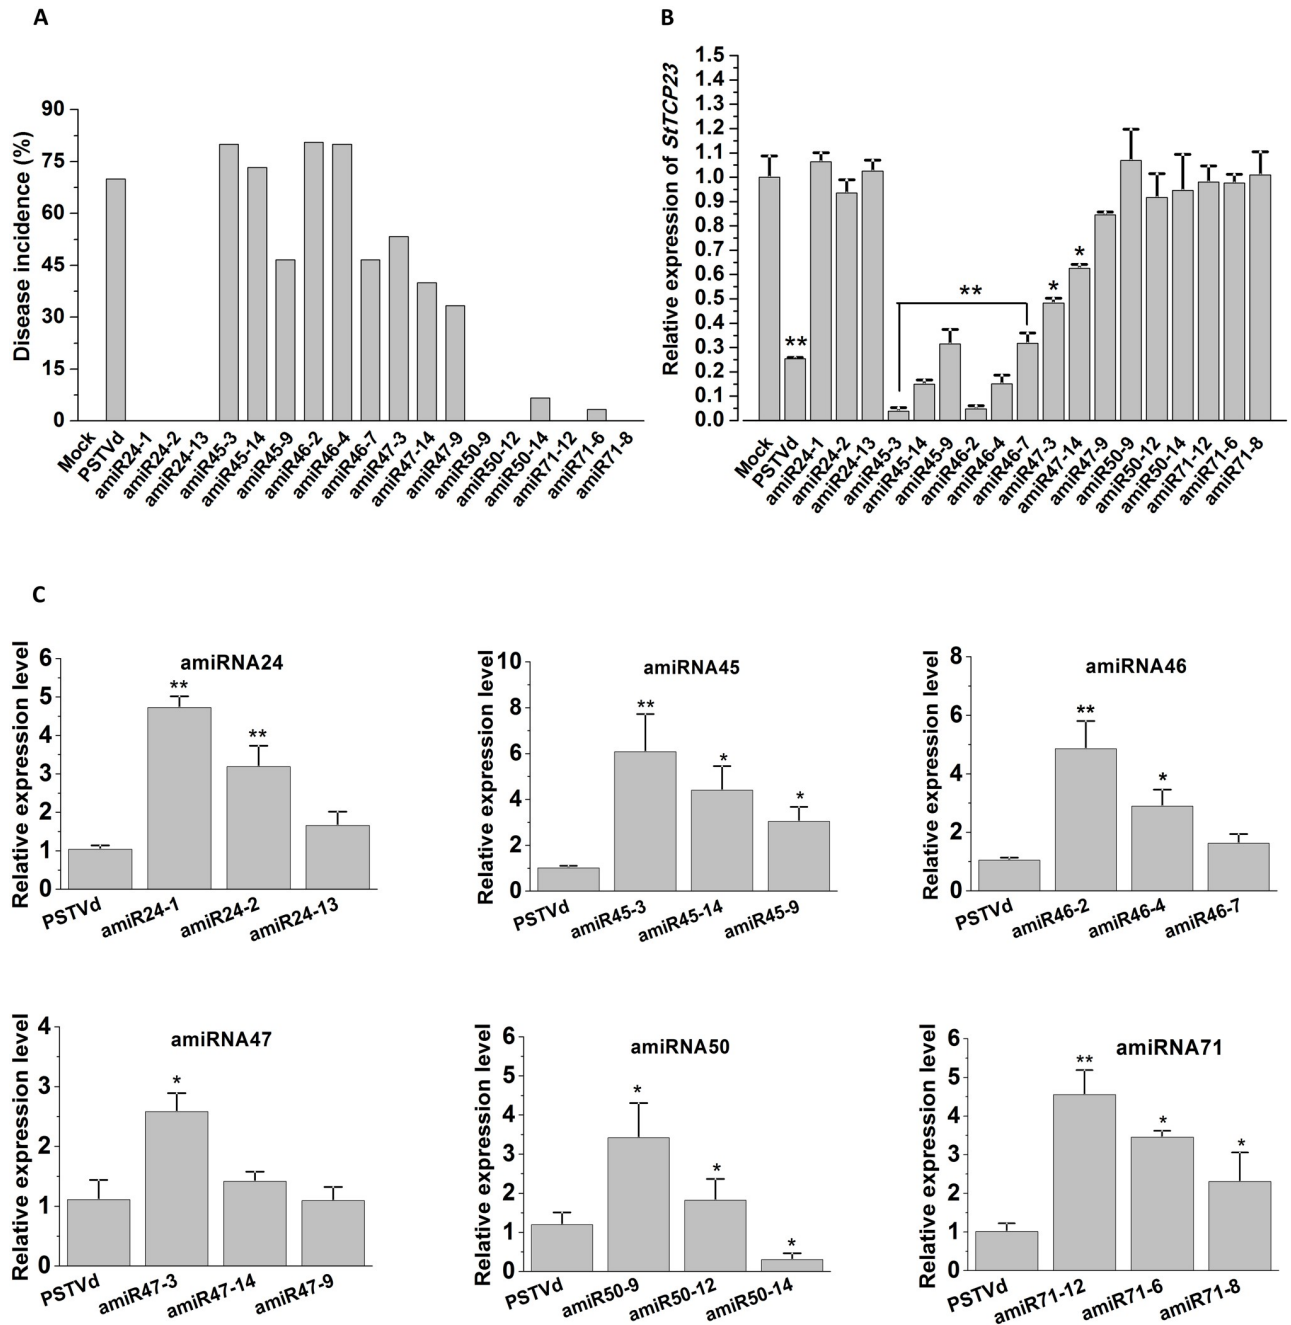 A
Disease incidence (%)
90
75
60
45
30
15
0
Mock
PSTVd
amiR24-1
amiR24-2
amiR24-13
amiR45-3
amiR45-14
amiR45-9
amiR46-2
amiR46-4
amiR46-7
amiR47-3
amiR47-14
amiR47-9
amiR50-9
amiR50-12
amiR50-14
amiR71-12
amiR71-6
amiR71-8
B
Relative expression of StTCP23
1.5
1.4
1.3
1.2
1.1
1.0
0.9
0.8
0.7
0.6
0.5
0.4
0.3
0.2
0.1
0.0
**
**
*
*
Mock
PSTVd
amiR24-1
amiR24-2
amiR24-13
amiR45-3
amiR45-14
amiR45-9
amiR46-2
amiR46-4
amiR46-7
amiR47-3
amiR47-14
amiR47-9
amiR50-9
amiR50-12
amiR50-14
amiR71-12
amiR71-6
amiR71-8
C
amiRNA24
Relative expression level
6
5
4
3
2
1
0
**
**
PSTVd
amiR24-1
amiR24-2
amiR24-13
amiRNA45
Relative expression level
10
8
6
4
2
0
**
*
*
PSTVd
amiR45-3
amiR45-14
amiR45-9
amiRNA46
Relative expression level
8
6
4
2
0
**
*
PSTVd
amiR46-2
amiR46-4
amiR46-7
amiRNA47
Relative expression level
4
3
2
1
0
*
PSTVd
amiR47-3
amiR47-14
amiR47-9
amiRNA50
Relative expression level
6
5
4
3
2
1
0
*
*
*
PSTVd
amiR50-9
amiR50-12
amiR50-14
amiRNA71
Relative expression level
6
5
4
3
2
1
0
**
*
*
PSTVd
amiR71-12
amiR71-6
amiR71-8